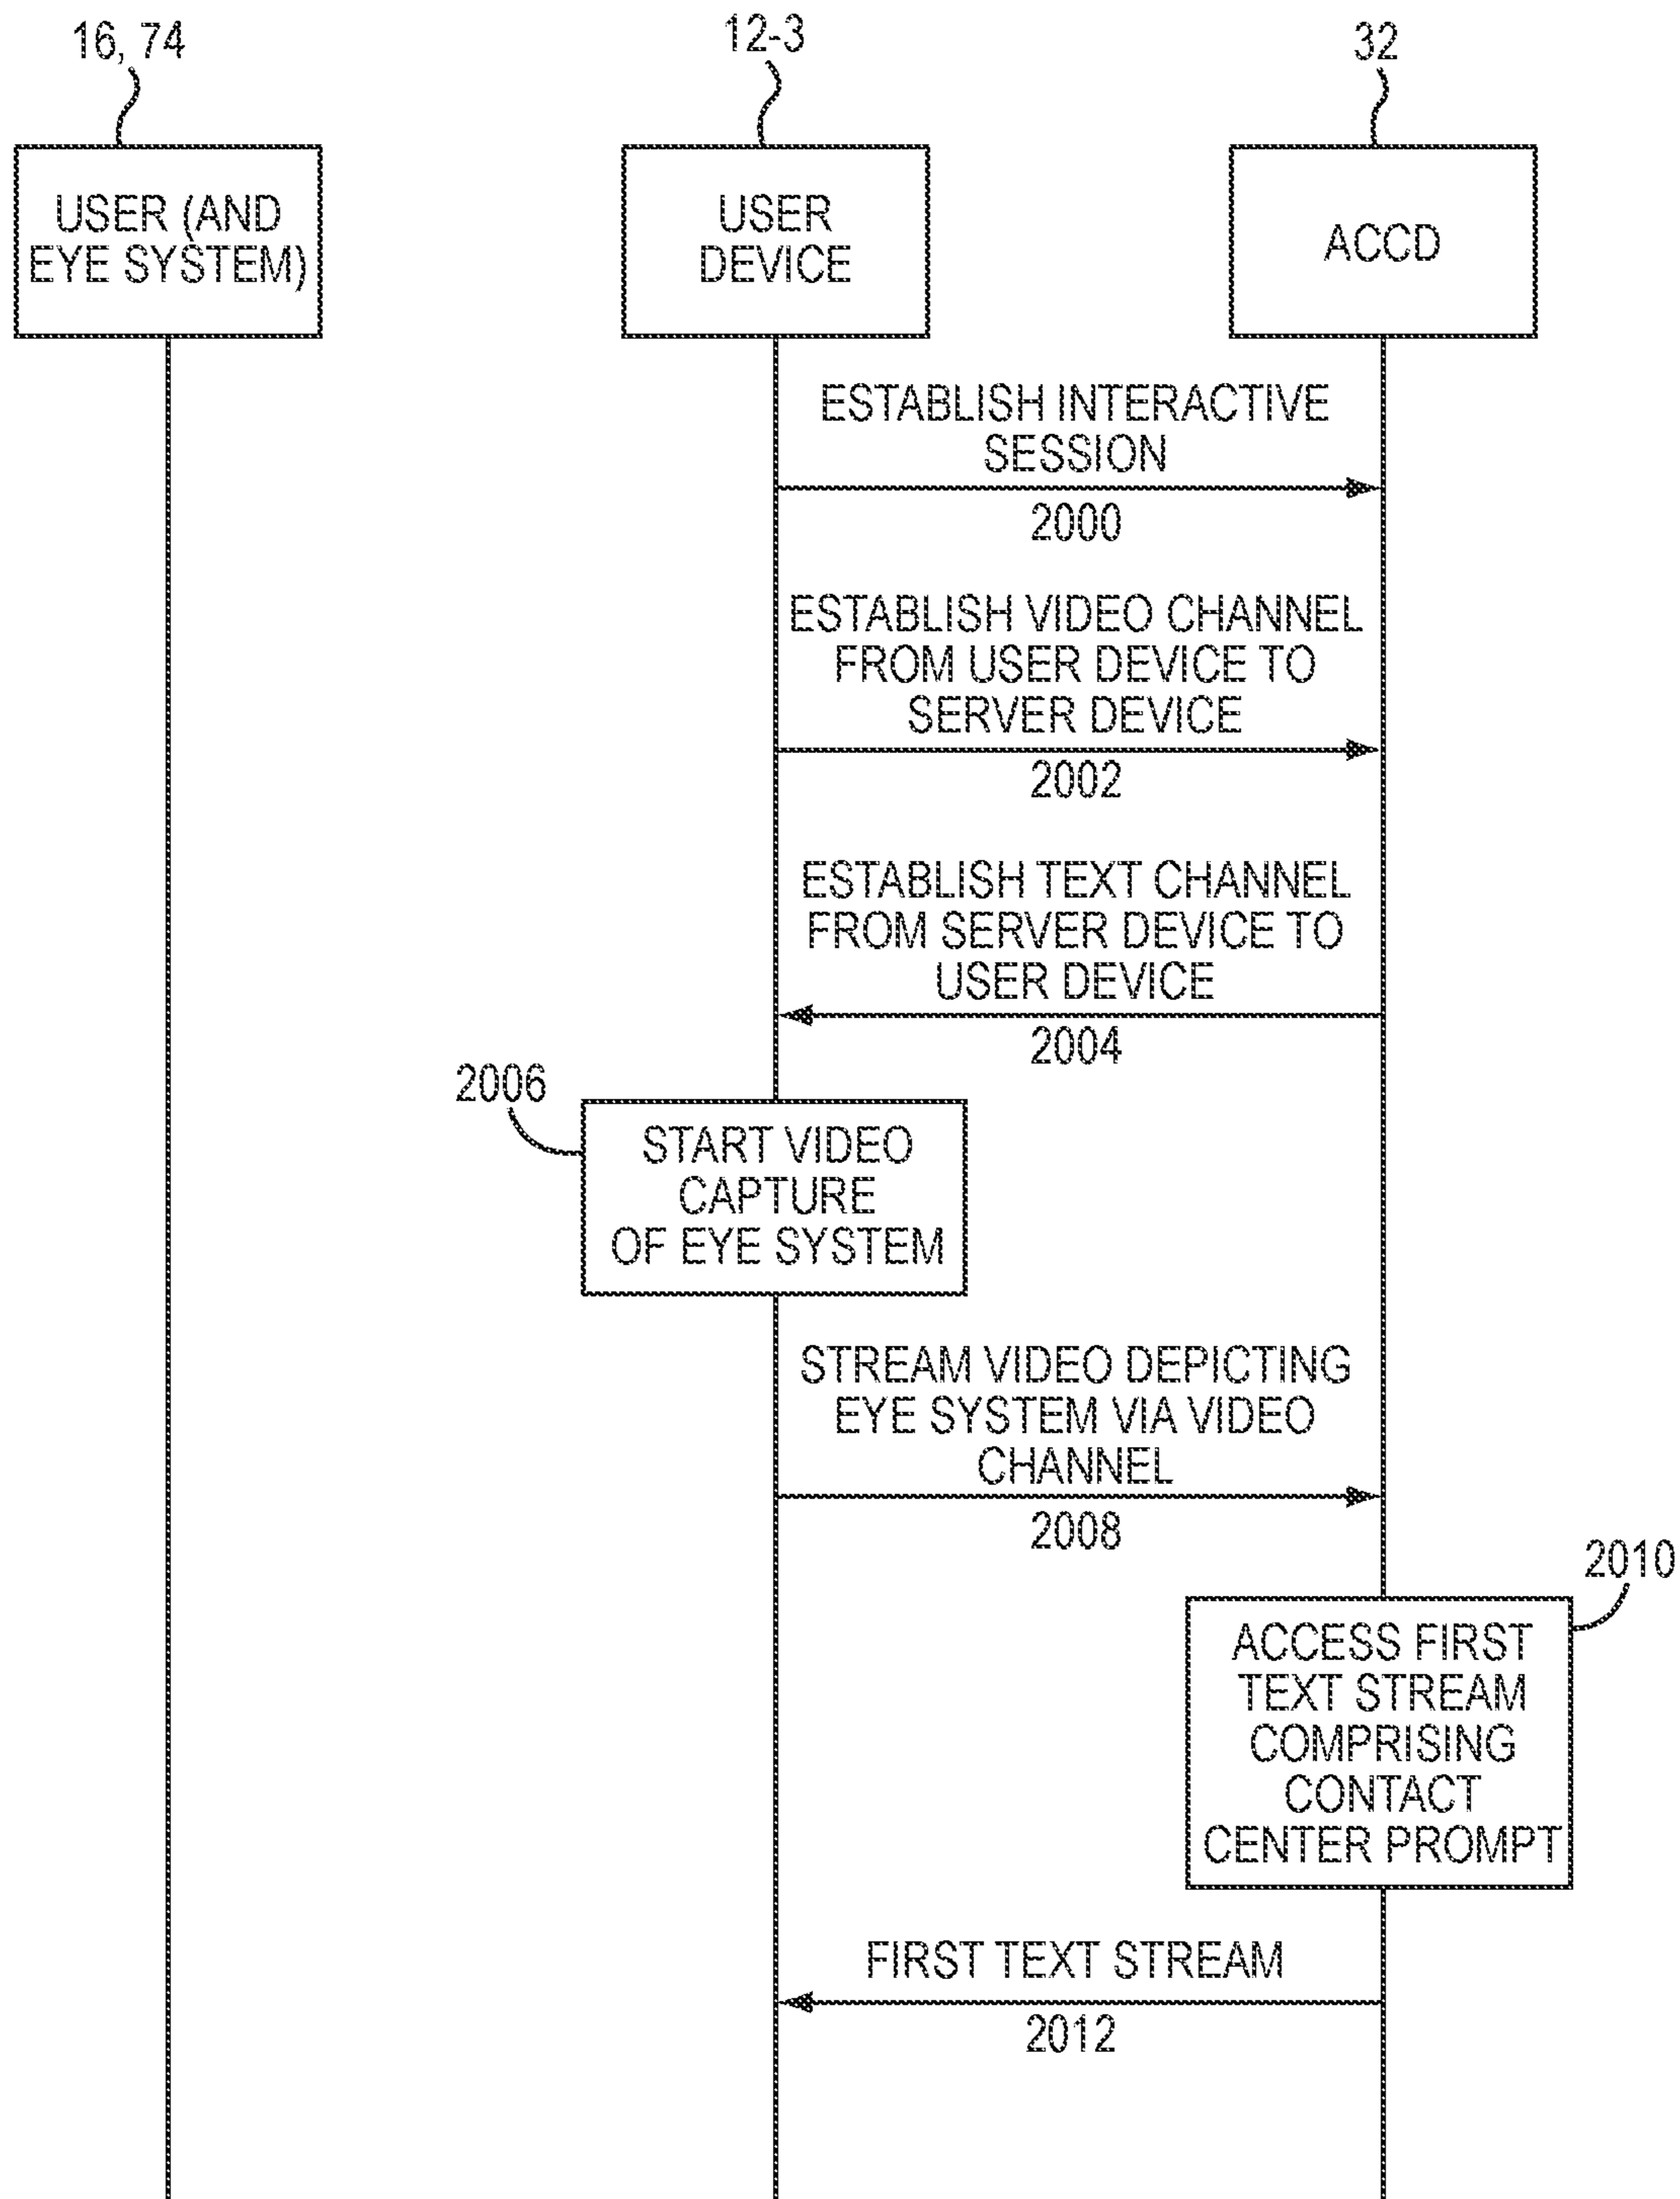 16, 74
12-3
32
USER (AND
EYE SYSTEM)
USER
DEVICE
ACCD
ESTABLISH INTERACTIVE
SESSION
2000
ESTABLISH VIDEO CHANNEL
FROM USER DEVICE TO
SERVER DEVICE
2002
ESTABLISH TEXT CHANNEL
FROM SERVER DEVICE TO
USER DEVICE
2004
2006
START VIDEO
CAPTURE
OF EYE SYSTEM
STREAM VIDEO DEPICTING
EYE SYSTEM VIA VIDEO
CHANNEL
2008
2010
ACCESS FIRST
TEXT STREAM
COMPRISING
CONTACT
CENTER PROMPT
FIRST TEXT STREAM
2012